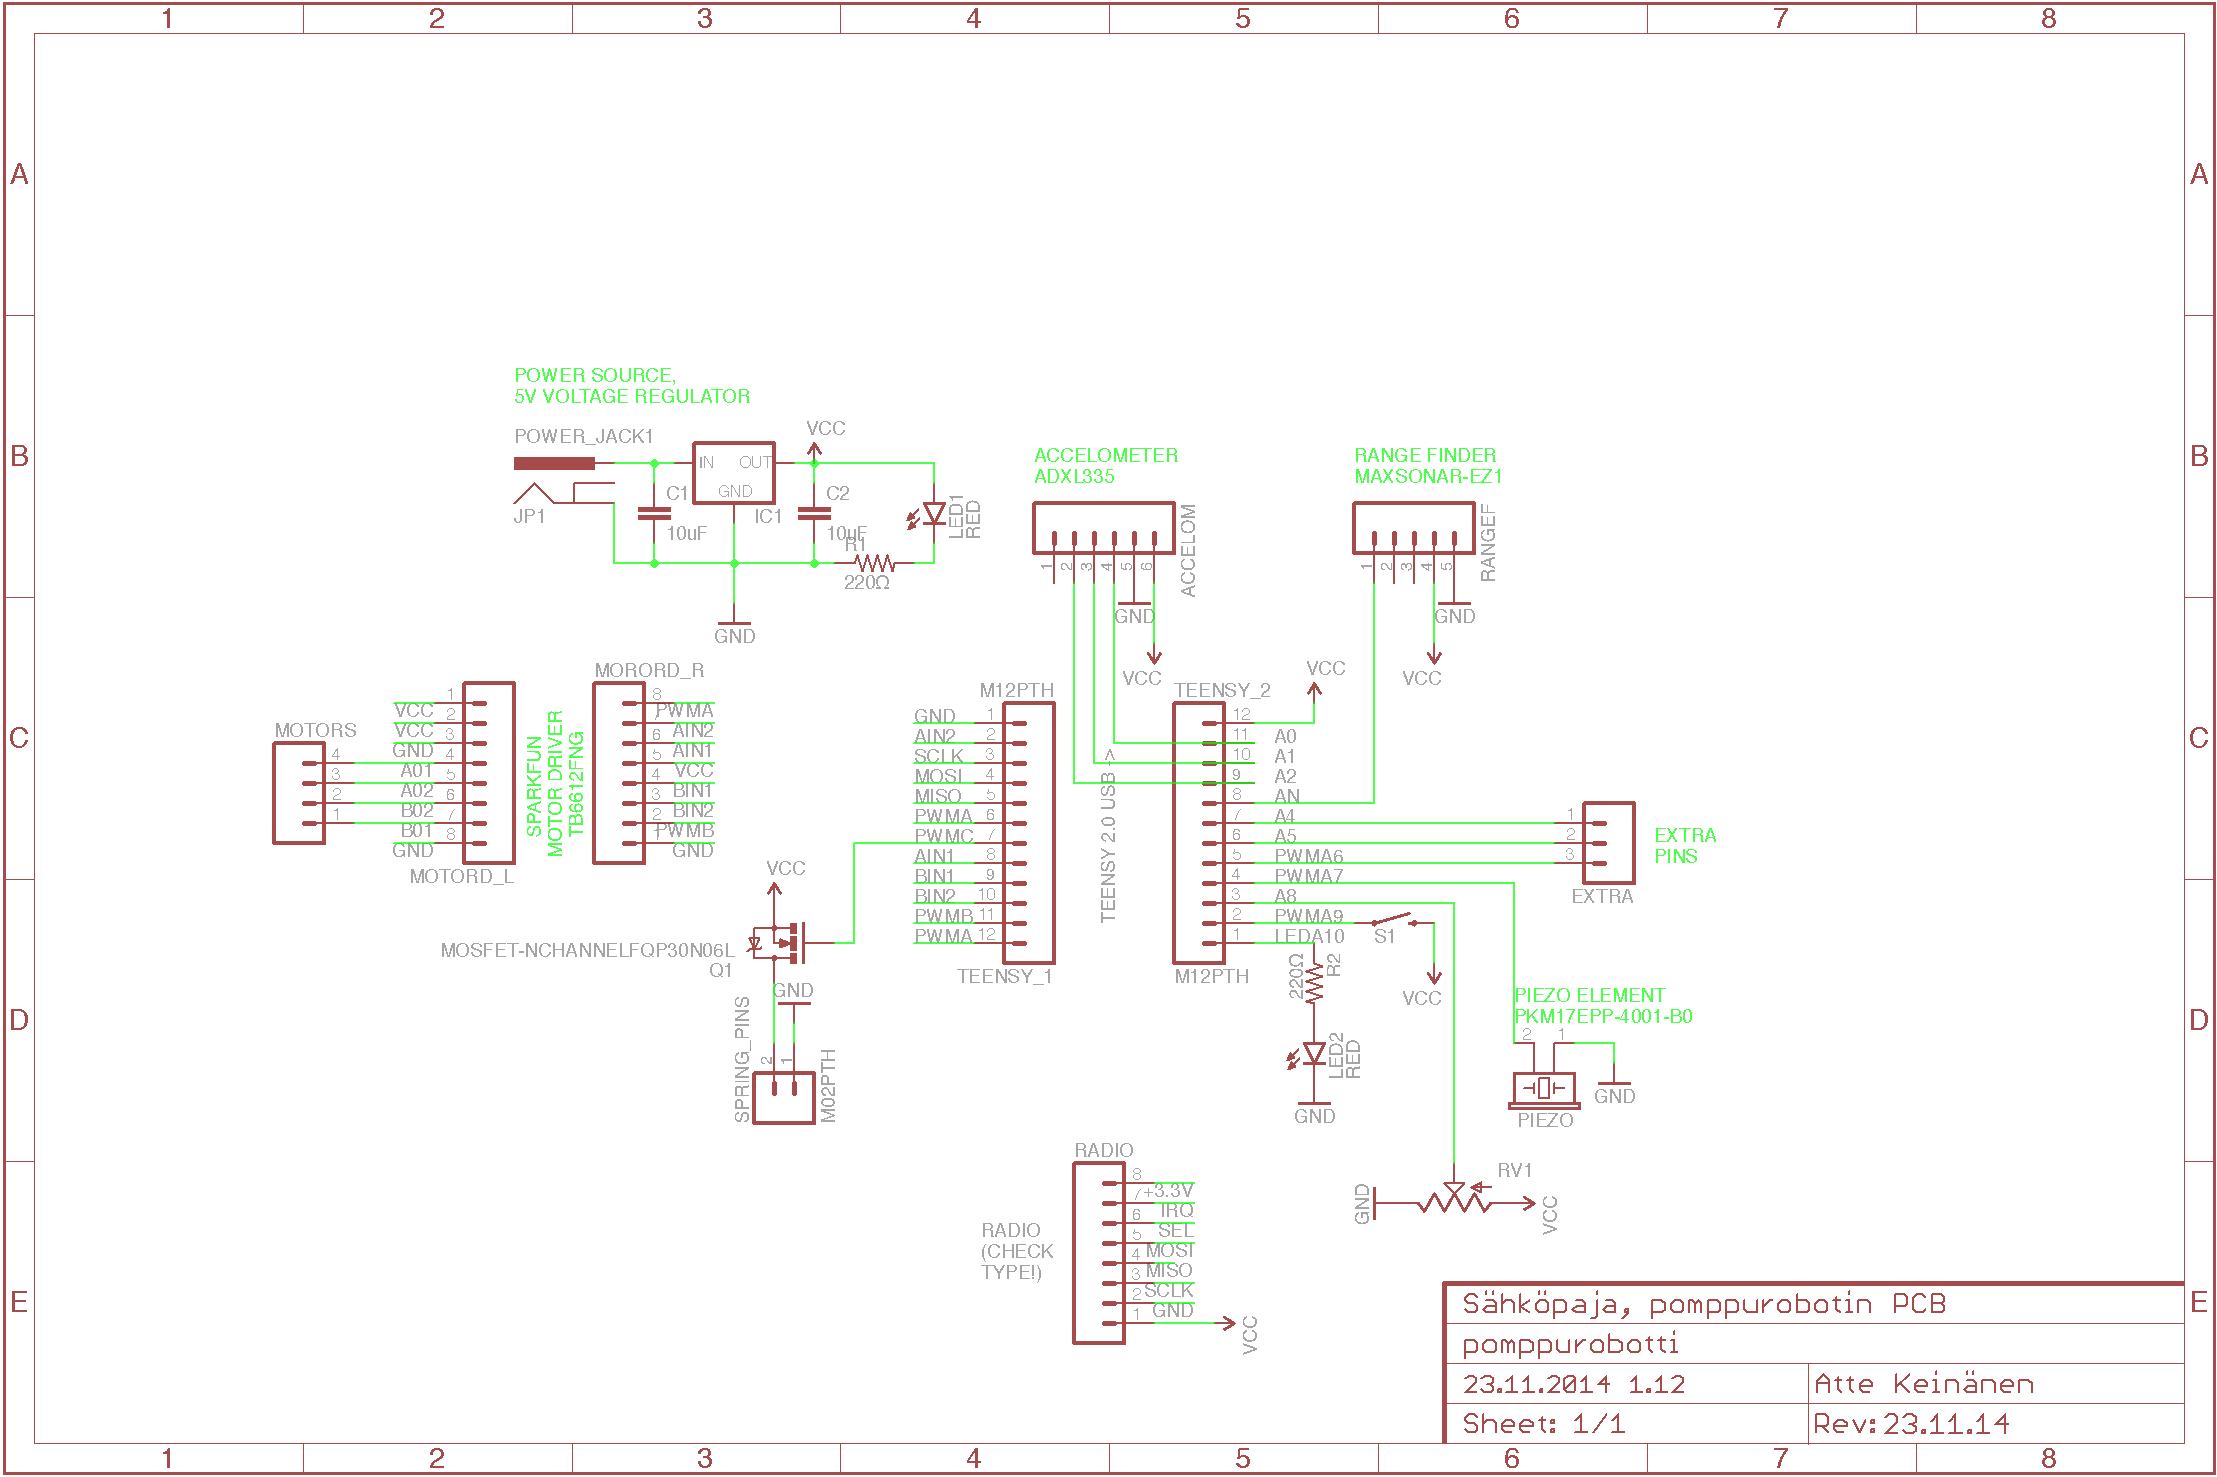 1 2 3 4 5 6 7 8
A A
B B
C C
D D
E E
POWER SOURCE,
5V VOLTAGE REGULATOR
POWER_JACK1
JP1
IN OUT
GND
IC1
VCC
C1
10uF
C2
10uF
R1
220Ω
LED1
RED
GND
ACCELOMETER
ADXL335
1 2 3 4 5 6
ACCELOM
GND
VCC
RANGE FINDER
MAXSONAR-EZ1
1 2 3 4 5
RANGEF
GND
VCC
MOTORS
4
3
2
1
1
VCC 2
VCC 3
GND 4
A01 5
A02 6
B02 7
B01 8
GND
MOTORD_L
SPARKFUN
MOTOR DRIVER
TB6612FNG
MORORD_R
8
7 PWMA
6 AIN2
5 AIN1
4 VCC
3 BIN1
2 BIN2
1 PWMB
GND
M12PTH
GND 1
AIN2 2
SCLK 3
MOSI 4
MISO 5
PWMA 6
PWMC 7
AIN1 8
BIN1 9
BIN2 10
PWMB 11
PWMA 12
TEENSY_1
TEENSY 2.0 USB ->
TEENSY_2
VCC
12
11 A0
10 A1
9 A2
8 AN
7 A4
6 A5
5 PWMA6
4 PWMA7
3 A8
2 PWMA9
1 LEDA10
M12PTH
1
2
3
EXTRA
PINS
EXTRA
VCC
MOSFET-NCHANNELFQP30N06L
Q1
GND
SPRING_PINS
2 1
M02PTH
S1
VCC
220Ω
R2
LED2
RED
GND
PIEZO ELEMENT
PKM17EPP-4001-B0
2 1
GND
PIEZO
RADIO
8
7 +3.3V
6 IRQ
5 SEL
4 MOSI
3 MISO
2 SCLK
1 GND
VCC
RADIO
(CHECK
TYPE!)
RV1
GND
VCC
Sähköpaja, pomppurobotin PCB
pomppurobotti
23.11.2014 1.12
Atte Keinänen
Sheet: 1/1
Rev: 23.11.14
1 2 3 4 5 6 7 8